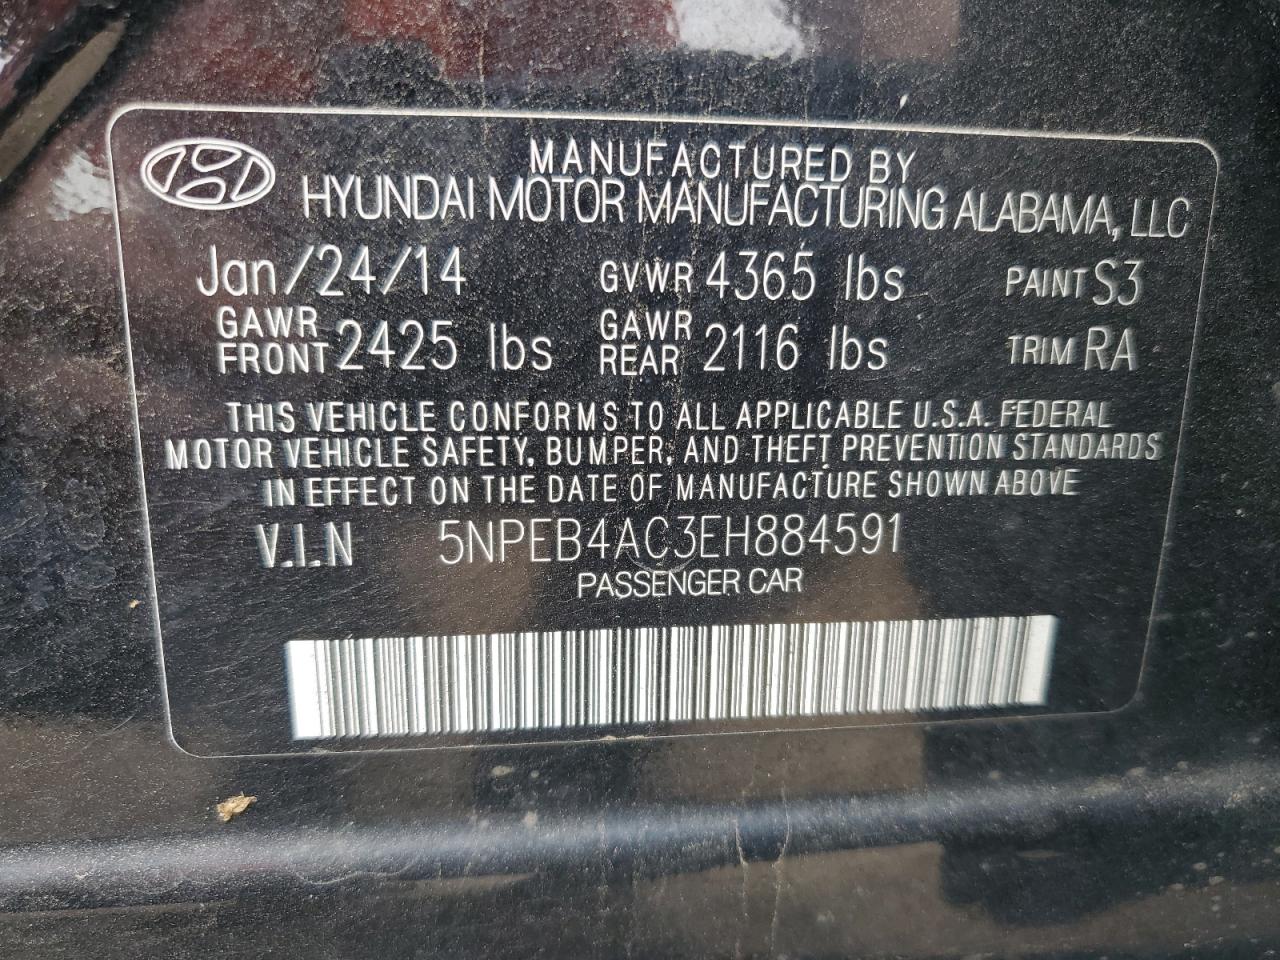 MANUFACTURED BY
HYUNDAI MOTOR MANUFACTURING ALABAMA, LLC
Jan/24/14 GVWR 4365 lbs PAINT S3
GAWR FRONT 2425 lbs GAWR REAR 2116 lbs TRIM RA
THIS VEHICLE CONFORMS TO ALL APPLICABLE U.S.A. FEDERAL
MOTOR VEHICLE SAFETY, BUMPER, AND THEFT PREVENTION STANDARDS
IN EFFECT ON THE DATE OF MANUFACTURE SHOWN ABOVE
V.I.N 5NPEB4AC3EH884591
PASSENGER CAR